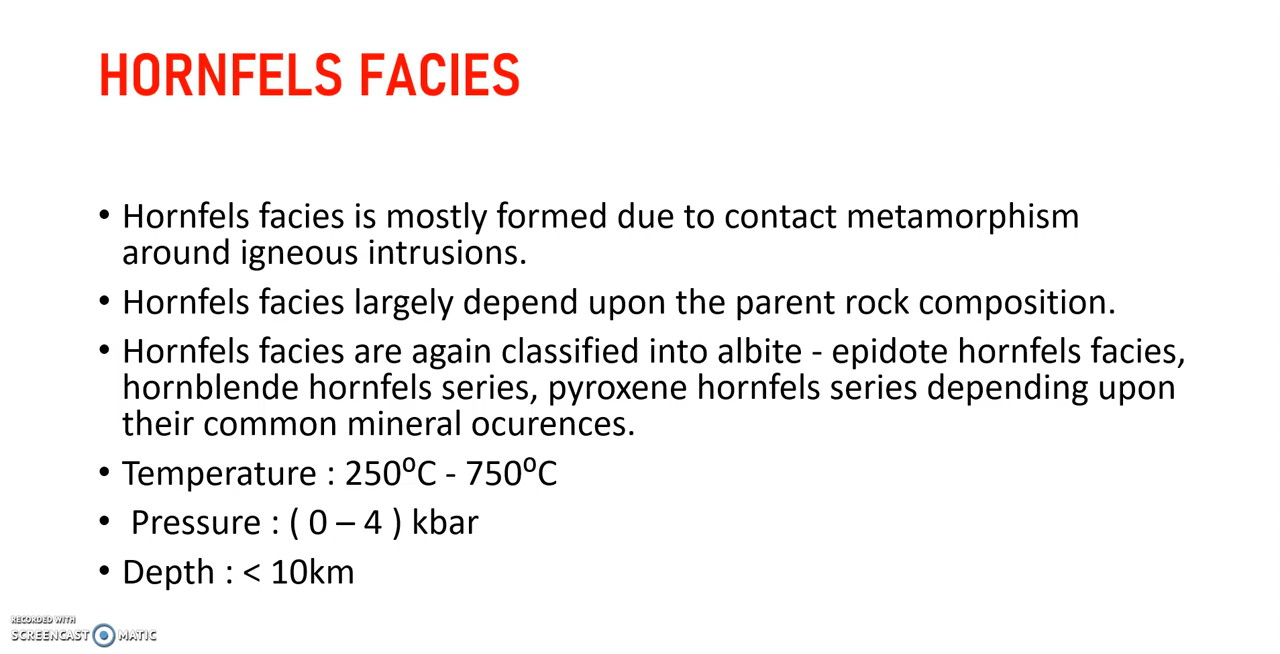 HORNFELS FACIES
• Hornfels facies is mostly formed due to contact metamorphism
around igneous intrusions.
• Hornfels facies largely depend upon the parent rock composition.
• Hornfels facies are again classified into albite - epidote hornfels facies,
hornblende hornfels series, pyroxene hornfels series depending upon
their common mineral ocurences.
• Temperature : 250⁰C - 750⁰C
• Pressure : ( 0 – 4 ) kbar
• Depth : < 10km
RECORDED WITH
SCREENCAST MATIC